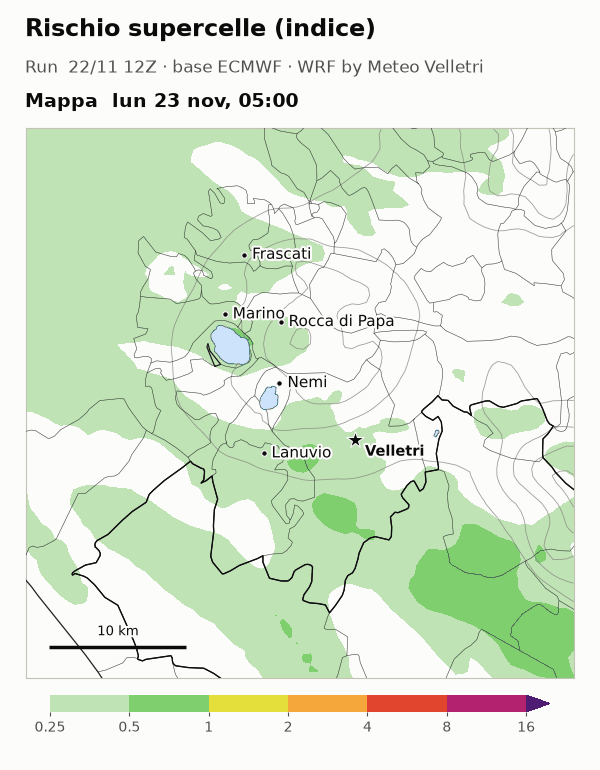 Rischio supercelle (indice)
Run  22/11 12Z · base ECMWF · WRF by Meteo Velletri
Mappa  lun 23 nov, 05:00
Frascati
Marino
Rocca di Papa
Nemi
Velletri
Lanuvio
10 km
0.25 0.5 1 2 4 8 16